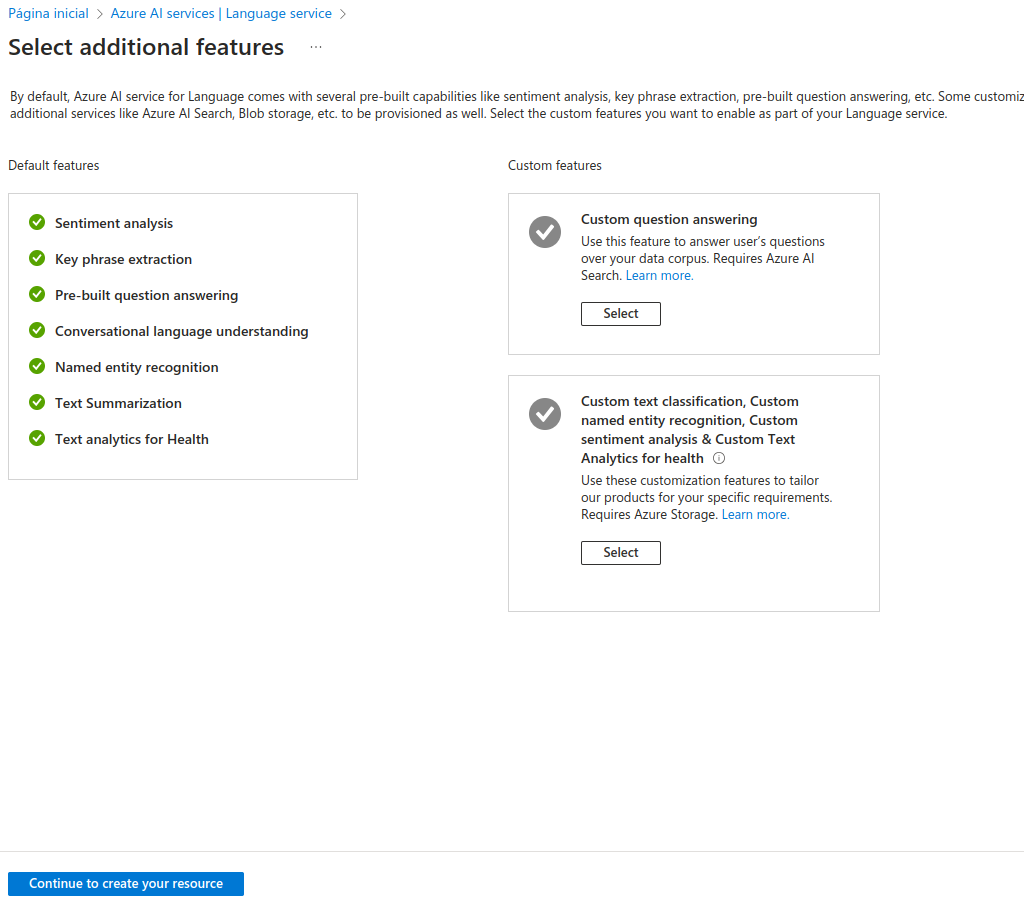 Página inicial > Azure AI services | Language service >
Select additional features ...
By default, Azure AI service for Language comes with several pre-built capabilities like sentiment analysis, key phrase extraction, pre-built question answering, etc. Some customiz
additional services like Azure AI Search, Blob storage, etc. to be provisioned as well. Select the custom features you want to enable as part of your Language service.
Default features
Sentiment analysis
Key phrase extraction
Pre-built question answering
Conversational language understanding
Named entity recognition
Text Summarization
Text analytics for Health
Custom features
Custom question answering
Use this feature to answer user's questions
over your data corpus. Requires Azure AI
Search. Learn more.
Select
Custom text classification, Custom
named entity recognition, Custom
sentiment analysis & Custom Text
Analytics for health
Use these customization features to tailor
our products for your specific requirements.
Requires Azure Storage. Learn more.
Select
Continue to create your resource